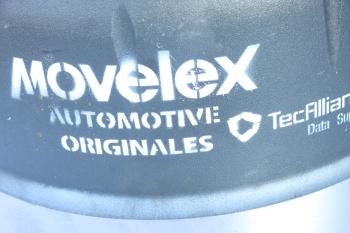 MOVELEX
AUTOMOTIVE
ORIGINALES
TecAllian
Data Su